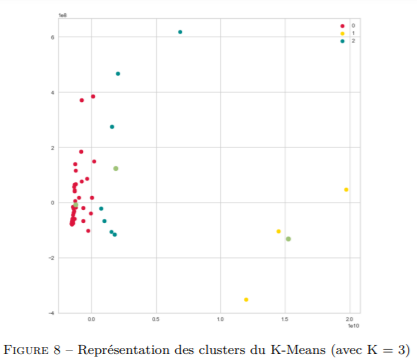 1e8
0
1
2
6
4
2
0
-2
-4
0.0 0.5 1.0 1.5 2.0
1e10
FIGURE 8 – Représentation des clusters du K-Means (avec K = 3)